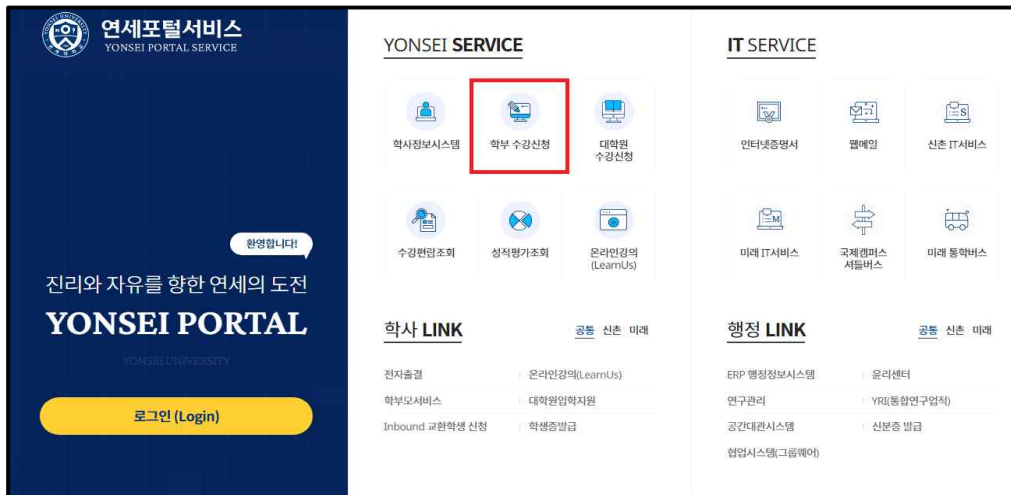 연세포털서비스
YONSEI PORTAL SERVICE
환영합니다!
진리와 자유를 향한 연세의 도전
YONSEI PORTAL
YONSEI UNIVERSITY
로그인 (Login)
YONSEI SERVICE
학사정보시스템
학부 수강신청
대학원
수강신청
수강편람조회
성적평가조회
온라인강의
(LearnUs)
학사 LINK
공통 신촌 미래
전자출결
온라인강의(LearnUs)
학부모서비스
대학원입학지원
Inbound 교환학생 신청
학생증발급
IT SERVICE
인터넷증명서
웹메일
신촌 IT서비스
미래 IT서비스
국제캠퍼스
셔틀버스
미래 통학버스
행정 LINK
공통 신촌 미래
ERP 행정정보시스템
윤리센터
연구관리
YRI(통합연구업적)
공간대관시스템
신분증 발급
협업시스템(그룹웨어)